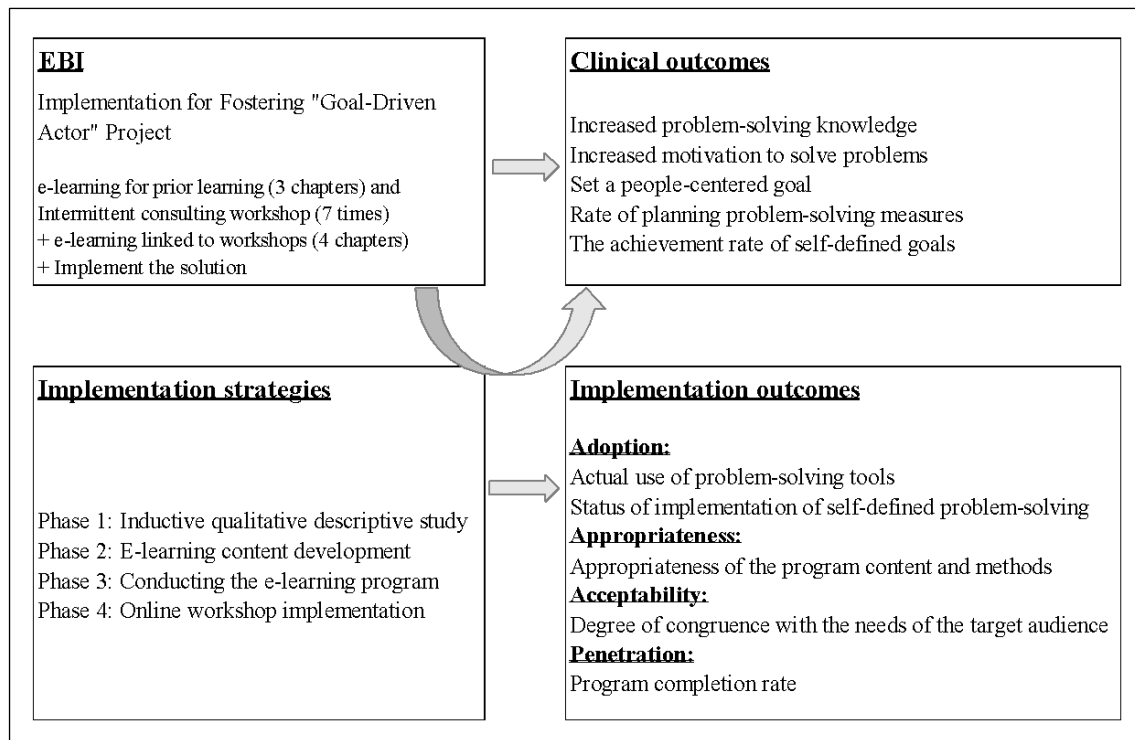 EBI
Implementation for Fostering "Goal-Driven
Actor" Project
e-learning for prior learning (3 chapters) and
Intermittent consulting workshop (7 times)
+ e-learning linked to workshops (4 chapters)
+ Implement the solution
Clinical outcomes
Increased problem-solving knowledge
Increased motivation to solve problems
Set a people-centered goal
Rate of planning problem-solving measures
The achievement rate of self-defined goals
Implementation strategies
Phase 1: Inductive qualitative descriptive study
Phase 2: E-learning content development
Phase 3: Conducting the e-learning program
Phase 4: Online workshop implementation
Implementation outcomes
Adoption:
Actual use of problem-solving tools
Status of implementation of self-defined problem-solving
Appropriateness:
Appropriateness of the program content and methods
Acceptability:
Degree of congruence with the needs of the target audience
Penetration:
Program completion rate